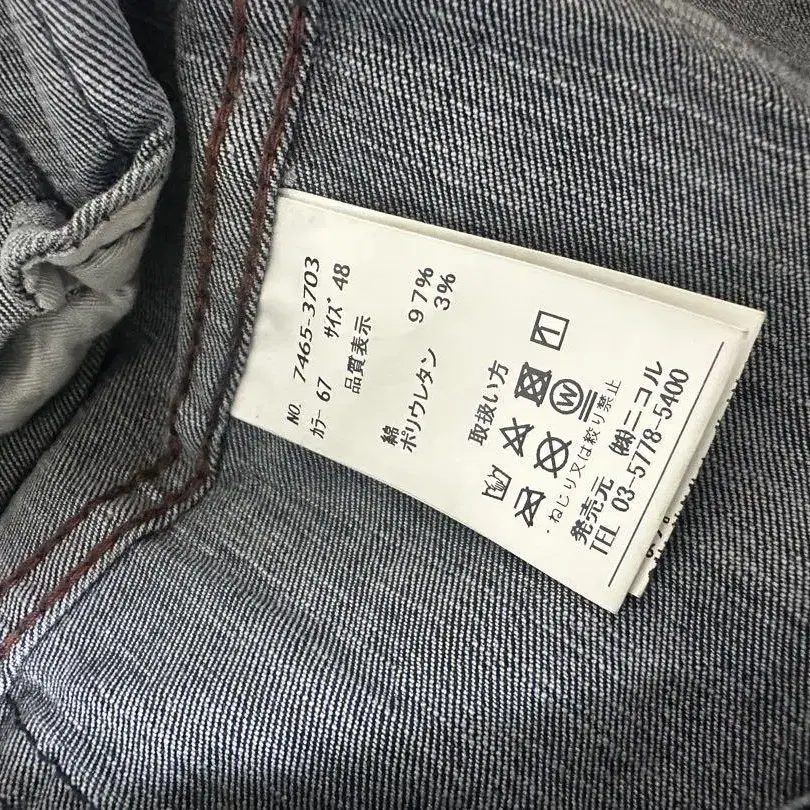 NO. 7465-3703
カラー 67 サイズ 48
品質表示
綿 97%
ポリウレタン 3%
取扱い方
W
・ねじり又は絞り禁止
発売元 ㈱ニコル
TEL 03-5778-5400